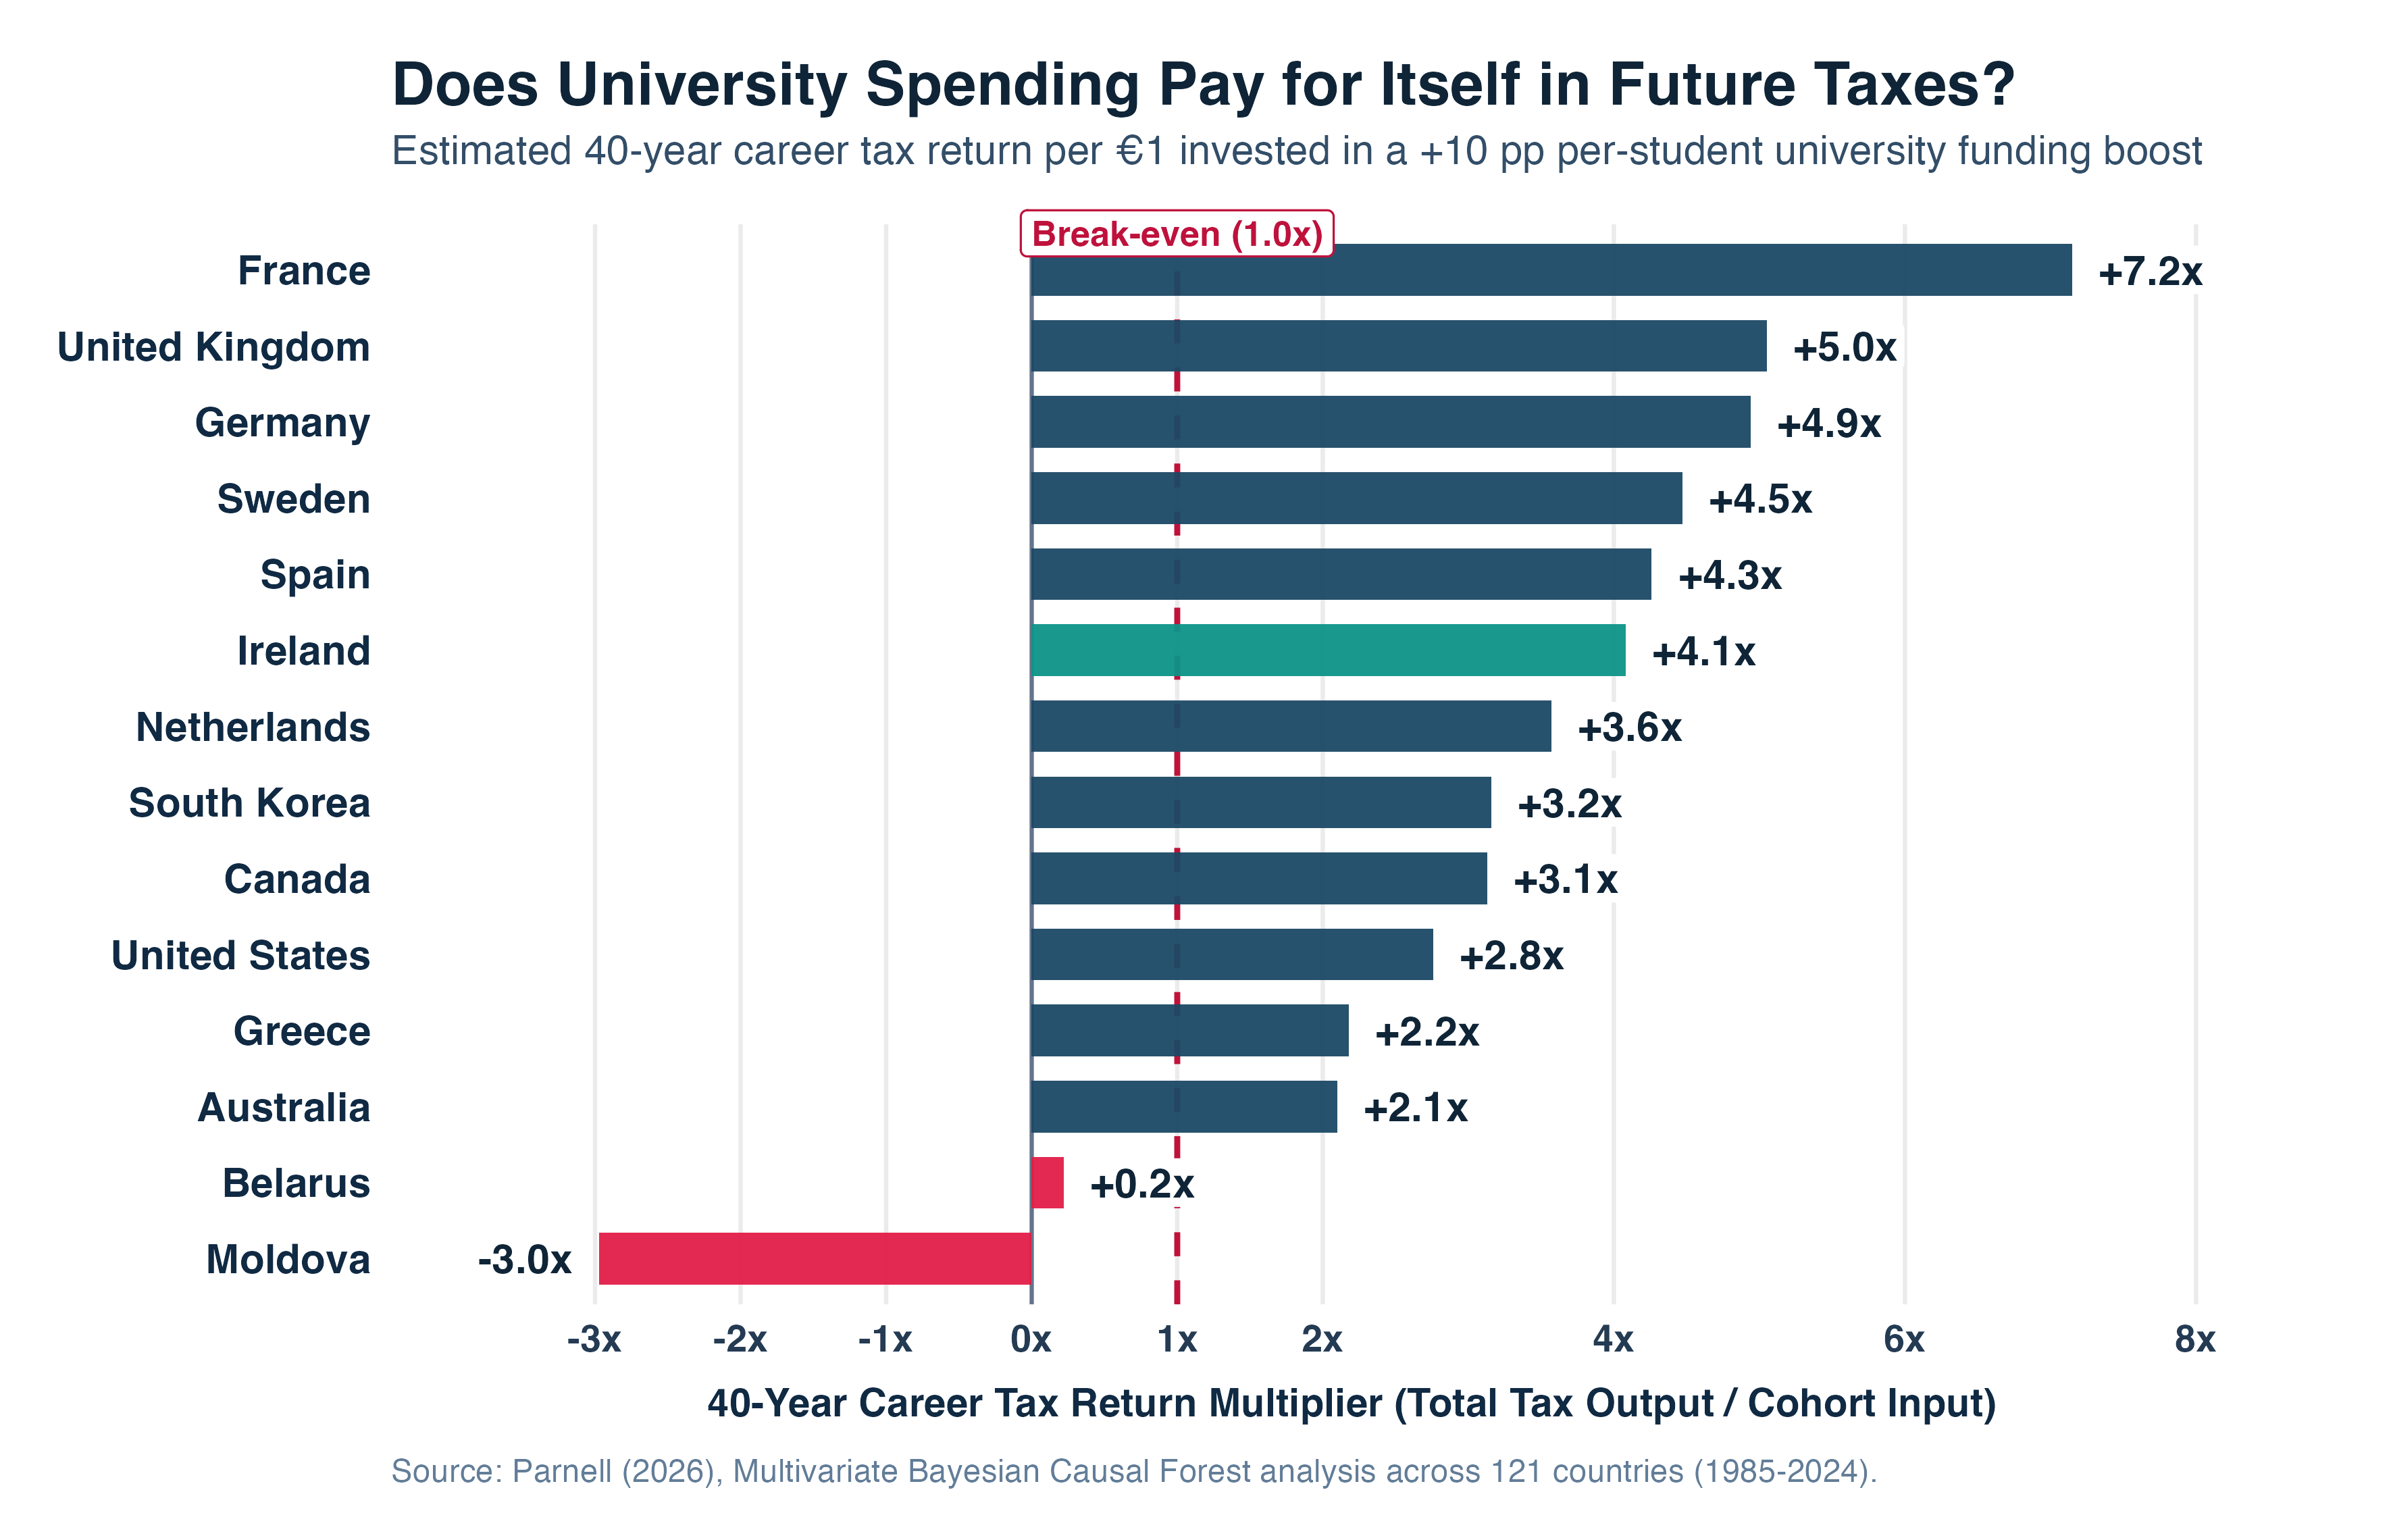 Does University Spending Pay for Itself in Future Taxes?
Estimated 40-year career tax return per €1 invested in a +10 pp per-student university funding boost
Break-even (1.0x)
France +7.2x
United Kingdom +5.0x
Germany +4.9x
Sweden +4.5x
Spain +4.3x
Ireland +4.1x
Netherlands +3.6x
South Korea +3.2x
Canada +3.1x
United States +2.8x
Greece +2.2x
Australia +2.1x
Belarus +0.2x
Moldova -3.0x
-3x -2x -1x 0x 1x 2x 4x 6x 8x
40-Year Career Tax Return Multiplier (Total Tax Output / Cohort Input)
Source: Parnell (2026), Multivariate Bayesian Causal Forest analysis across 121 countries (1985-2024).